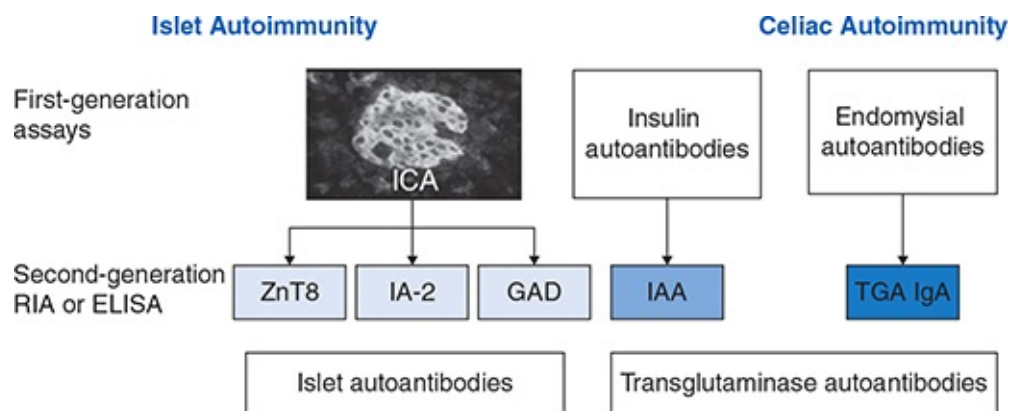 Islet Autoimmunity
Celiac Autoimmunity
First-generation
assays
ICA
Insulin
autoantibodies
Endomysial
autoantibodies
Second-generation
RIA or ELISA
ZnT8
IA-2
GAD
IAA
TGA IgA
Islet autoantibodies
Transglutaminase autoantibodies